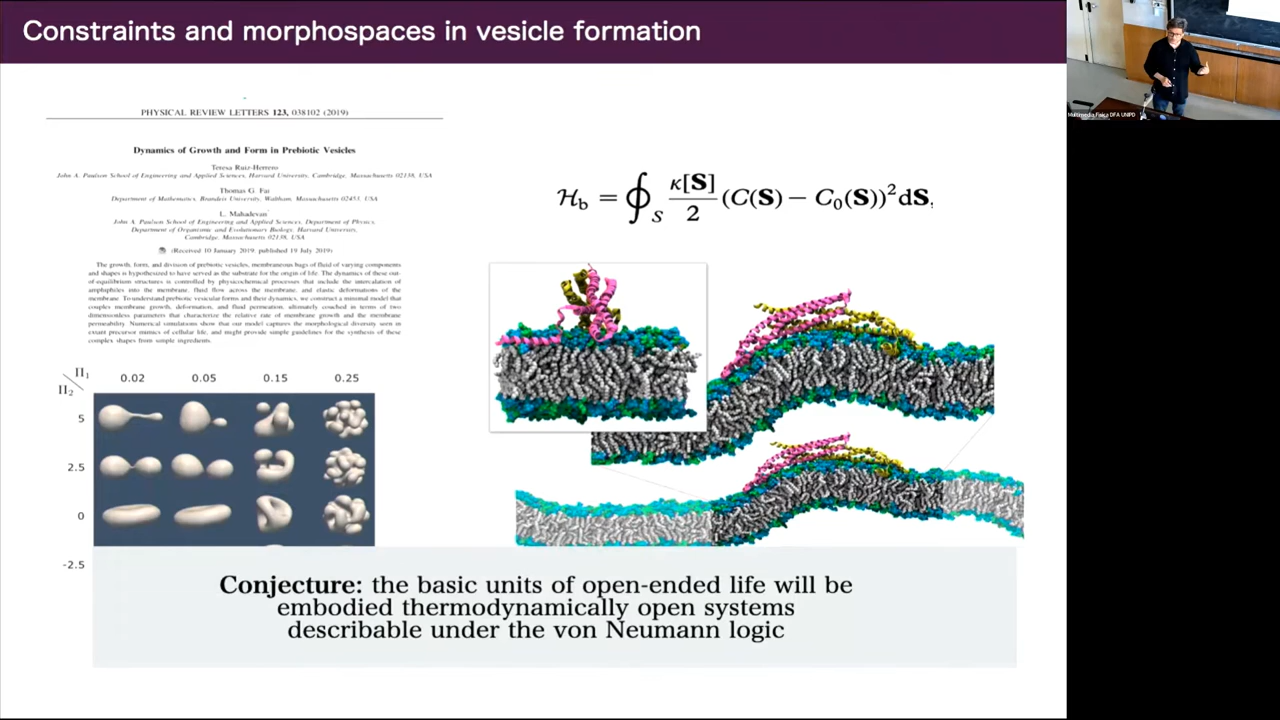 Constraints and morphospaces in vesicle formation
Multimedia Fisica DFA UNIPD
PHYSICAL REVIEW LETTERS 123, 038102 (2019)
Dynamics of Growth and Form in Prebiotic Vesicles
Teresa Ruiz-Herrero
John A. Paulson School of Engineering and Applied Sciences, Harvard University, Cambridge, Massachusetts 02138, USA
Thomas G. Fai
Department of Mathematics, Brandeis University, Waltham, Massachusetts 02453, USA
L. Mahadevan
John A. Paulson School of Engineering and Applied Sciences, Department of Physics,
Department of Organismic and Evolutionary Biology, Harvard University,
Cambridge, Massachusetts 02138, USA
(Received 10 January 2019; published 19 July 2019)
The growth, form, and division of prebiotic vesicles, membraneous bags of fluid of varying components
and shapes is hypothesized to have served as the substrate for the origin of life. The dynamics of these out-
of-equilibrium structures is controlled by physicochemical processes that include the intercalation of
amphiphiles into the membrane, fluid flow across the membrane, and elastic deformations of the
membrane. To understand prebiotic vesicular forms and their dynamics, we construct a minimal model that
couples membrane growth, deformation, and fluid permeation, ultimately couched in terms of two
dimensionless parameters that characterize the relative rate of membrane growth and the membrane
permeability. Numerical simulations show that our model captures the morphological diversity seen in
extant precursor mimics of cellular life, and might provide simple guidelines for the synthesis of these
complex shapes from simple ingredients.
ℋb = ∮S κ[S]/2 (C(S) − C0(S))² dS,
Π1 0.02 0.05 0.15 0.25
Π2
5
2.5
0
-2.5
Conjecture: the basic units of open-ended life will be
embodied thermodynamically open systems
describable under the von Neumann logic